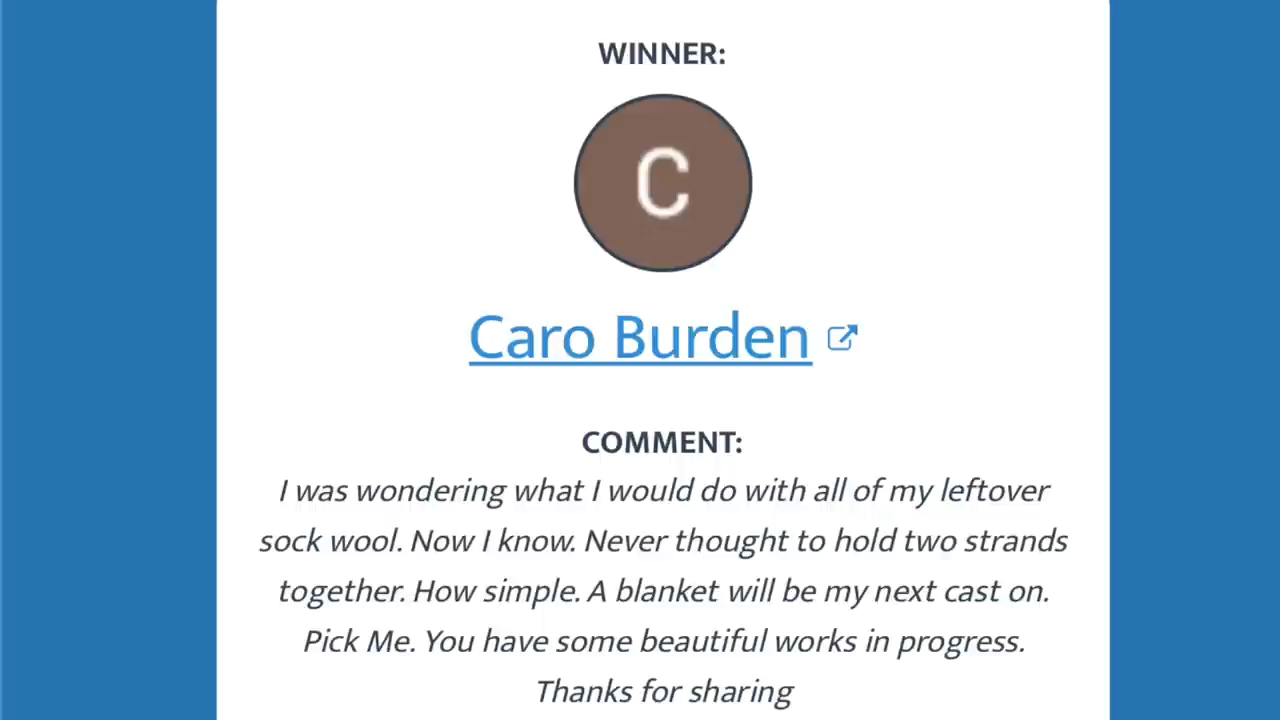 WINNER:
C
Caro Burden
COMMENT:
I was wondering what I would do with all of my leftover
sock wool. Now I know. Never thought to hold two strands
together. How simple. A blanket will be my next cast on.
Pick Me. You have some beautiful works in progress.
Thanks for sharing